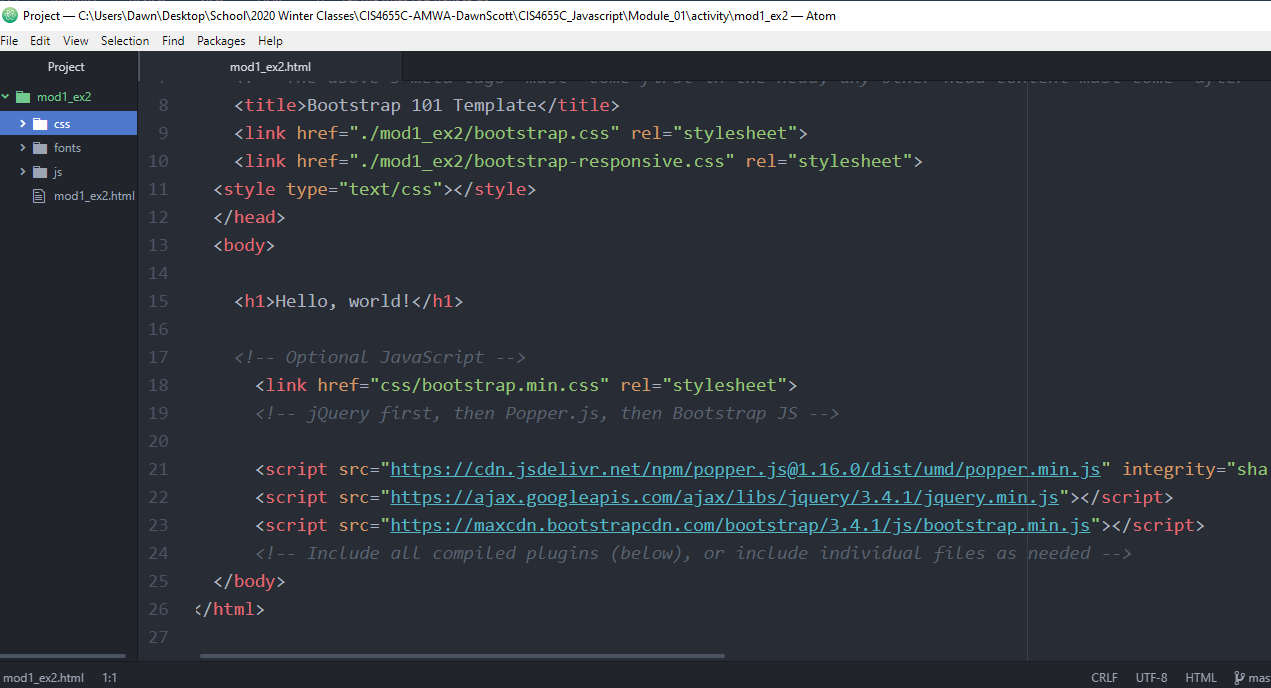 Project — C:\Users\Dawn\Desktop\School\2020 Winter Classes\CIS4655C-AMWA-DawnScott\CIS4655C_Javascript\Module_01\activity\mod1_ex2 — Atom
File Edit View Selection Find Packages Help
Project
mod1_ex2
css
fonts
js
mod1_ex2.html
mod1_ex2.html
8 <title>Bootstrap 101 Template</title>
9 <link href="./mod1_ex2/bootstrap.css" rel="stylesheet">
10 <link href="./mod1_ex2/bootstrap-responsive.css" rel="stylesheet">
11 <style type="text/css"></style>
12 </head>
13 <body>
14
15 <h1>Hello, world!</h1>
16
17 <!-- Optional JavaScript -->
18 <link href="css/bootstrap.min.css" rel="stylesheet">
19 <!-- jQuery first, then Popper.js, then Bootstrap JS -->
20
21 <script src="https://cdn.jsdelivr.net/npm/popper.js@1.16.0/dist/umd/popper.min.js" integrity="sha
22 <script src="https://ajax.googleapis.com/ajax/libs/jquery/3.4.1/jquery.min.js"></script>
23 <script src="https://maxcdn.bootstrapcdn.com/bootstrap/3.4.1/js/bootstrap.min.js"></script>
24 <!-- Include all compiled plugins (below), or include individual files as needed -->
25 </body>
26 </html>
27
mod1_ex2.html 1:1 CRLF UTF-8 HTML mas